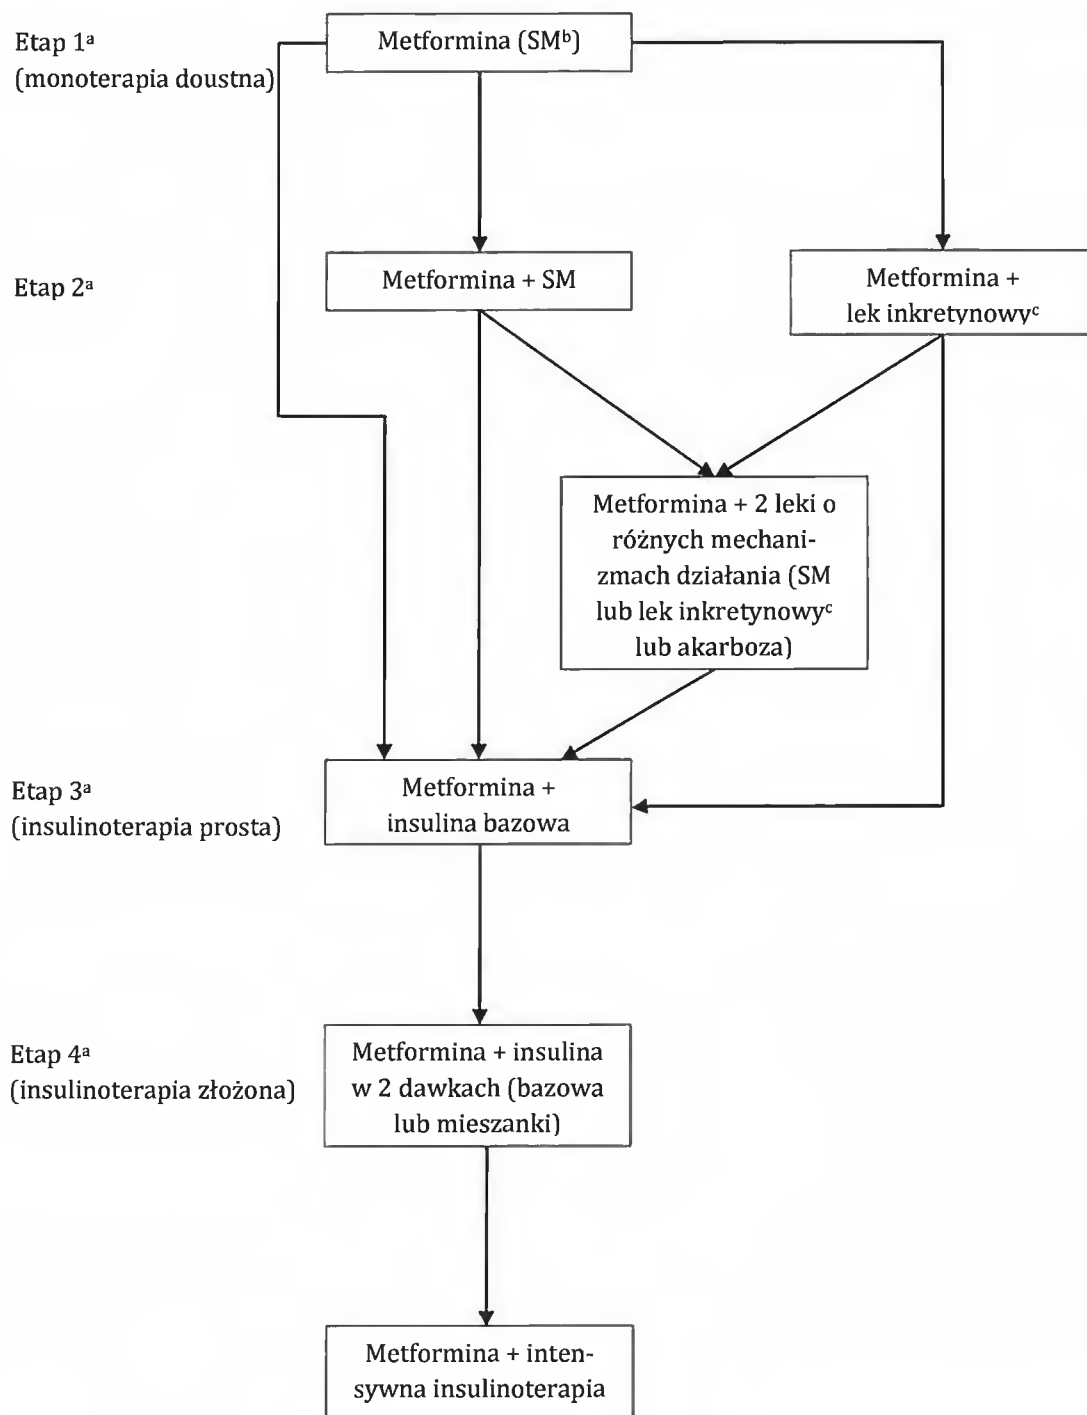 Etap 1ᵃ
(monoterapia doustna)
Metformina (SMᵇ)
Etap 2ᵃ
Metformina + SM
Metformina +
lek inkretynowyᶜ
Metformina + 2 leki o
różnych mechani-
zmach działania (SM
lub lek inkretynowyᶜ
lub akarboza)
Etap 3ᵃ
(insulinoterapia prosta)
Metformina +
insulina bazowa
Etap 4ᵃ
(insulinoterapia złożona)
Metformina + insulina
w 2 dawkach (bazowa
lub mieszanki)
Metformina + inten-
sywna insulinoterapia